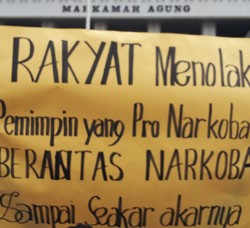 MAHKAMAH AGUNG
RAKYAT Menolak
Pemimpin yang Pro Narkoba
BERANTAS NARKOBA
Sampai Seakar akarnya